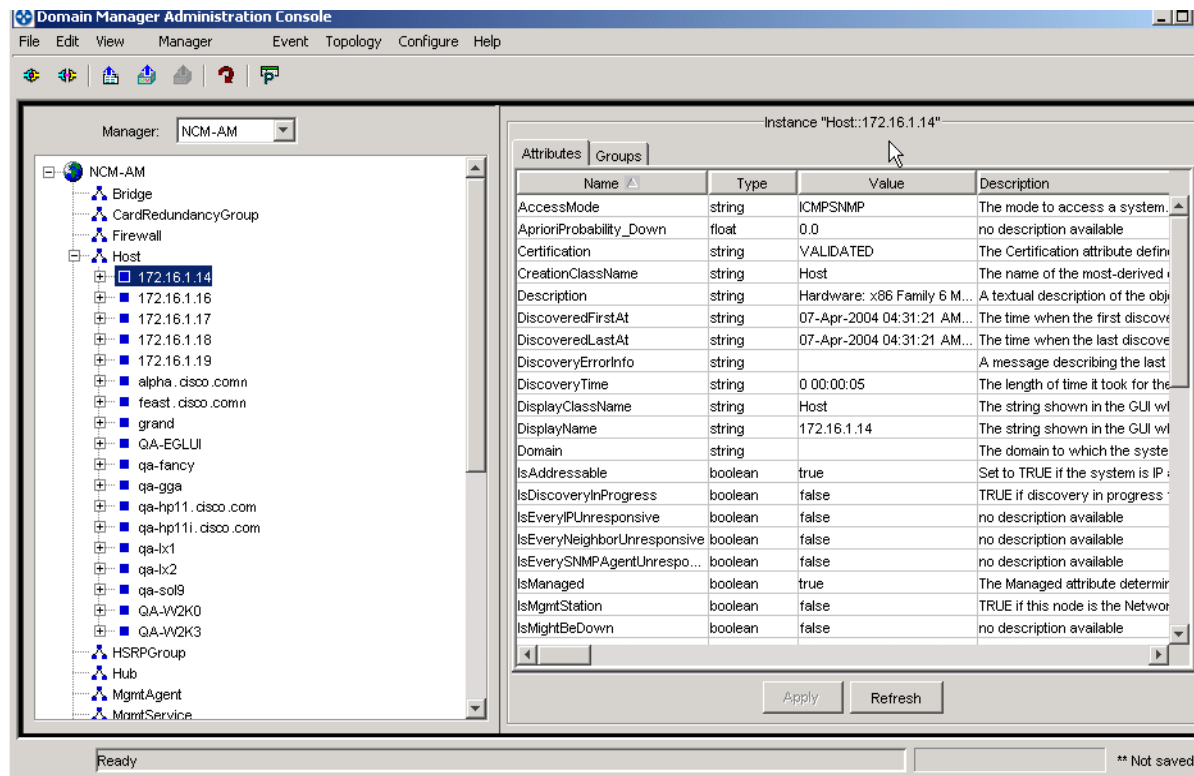 Domain Manager Administration Console
File Edit View Manager Event Topology Configure Help
Manager: NCM-AM
NCM-AM
Bridge
CardRedundancyGroup
Firewall
Host
172.16.1.14
172.16.1.16
172.16.1.17
172.16.1.18
172.16.1.19
alpha.cisco.comn
feast.cisco.comn
grand
QA-EGLUI
qa-fancy
qa-gga
qa-hp11.cisco.com
qa-hp11i.cisco.com
qa-lx1
qa-lx2
qa-sol9
QA-W2K0
QA-W2K3
HSRPGroup
Hub
MgmtAgent
MgmtService
Instance "Host::172.16.1.14"
Attributes Groups
Name Type Value Description
AccessMode string ICMPSNMP The mode to access a system.
AprioriProbability_Down float 0.0 no description available
Certification string VALIDATED The Certification attribute defin
CreationClassName string Host The name of the most-derived
Description string Hardware: x86 Family 6 M... A textual description of the obj
DiscoveredFirstAt string 07-Apr-2004 04:31:21 AM... The time when the first discove
DiscoveredLastAt string 07-Apr-2004 04:31:21 AM... The time when the last discove
DiscoveryErrorInfo string A message describing the last
DiscoveryTime string 0 00:00:05 The length of time it took for the
DisplayClassName string Host The string shown in the GUI wh
DisplayName string 172.16.1.14 The string shown in the GUI wh
Domain string The domain to which the syste
IsAddressable boolean true Set to TRUE if the system is IP
IsDiscoveryInProgress boolean false TRUE if discovery in progress
IsEveryIPUnresponsive boolean false no description available
IsEveryNeighborUnresponsive boolean false no description available
IsEverySNMPAgentUnrespo... boolean false no description available
IsManaged boolean true The Managed attribute determin
IsMgmtStation boolean false TRUE if this node is the Networ
IsMightBeDown boolean false no description available
Apply Refresh
Ready ** Not saved